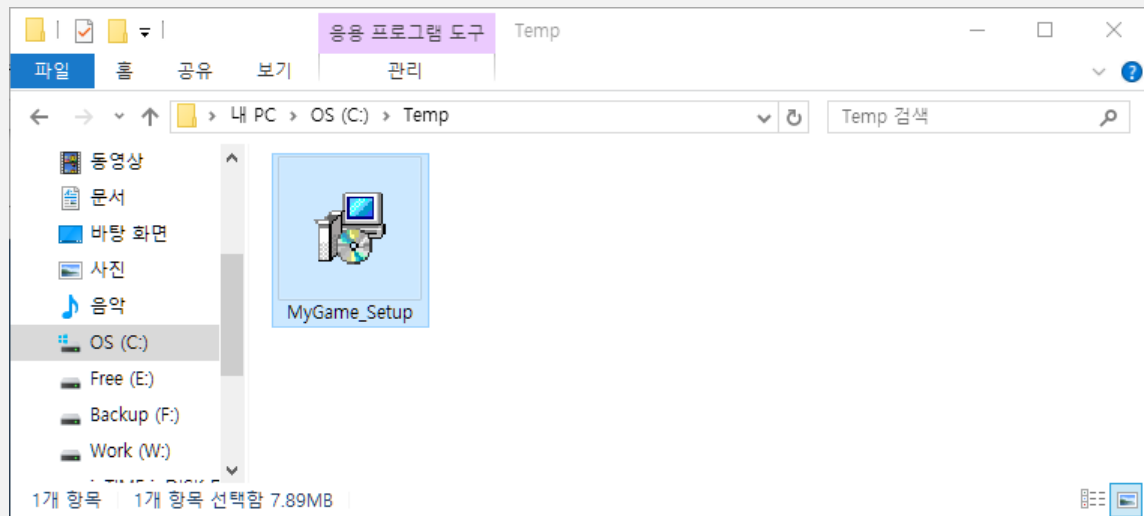 응용 프로그램 도구 Temp
파일 홈 공유 보기 관리
내 PC › OS (C:) › Temp
Temp 검색
동영상
문서
바탕 화면
사진
음악
OS (C:)
Free (E:)
Backup (F:)
Work (W:)
MyGame_Setup
1개 항목 1개 항목 선택함 7.89MB